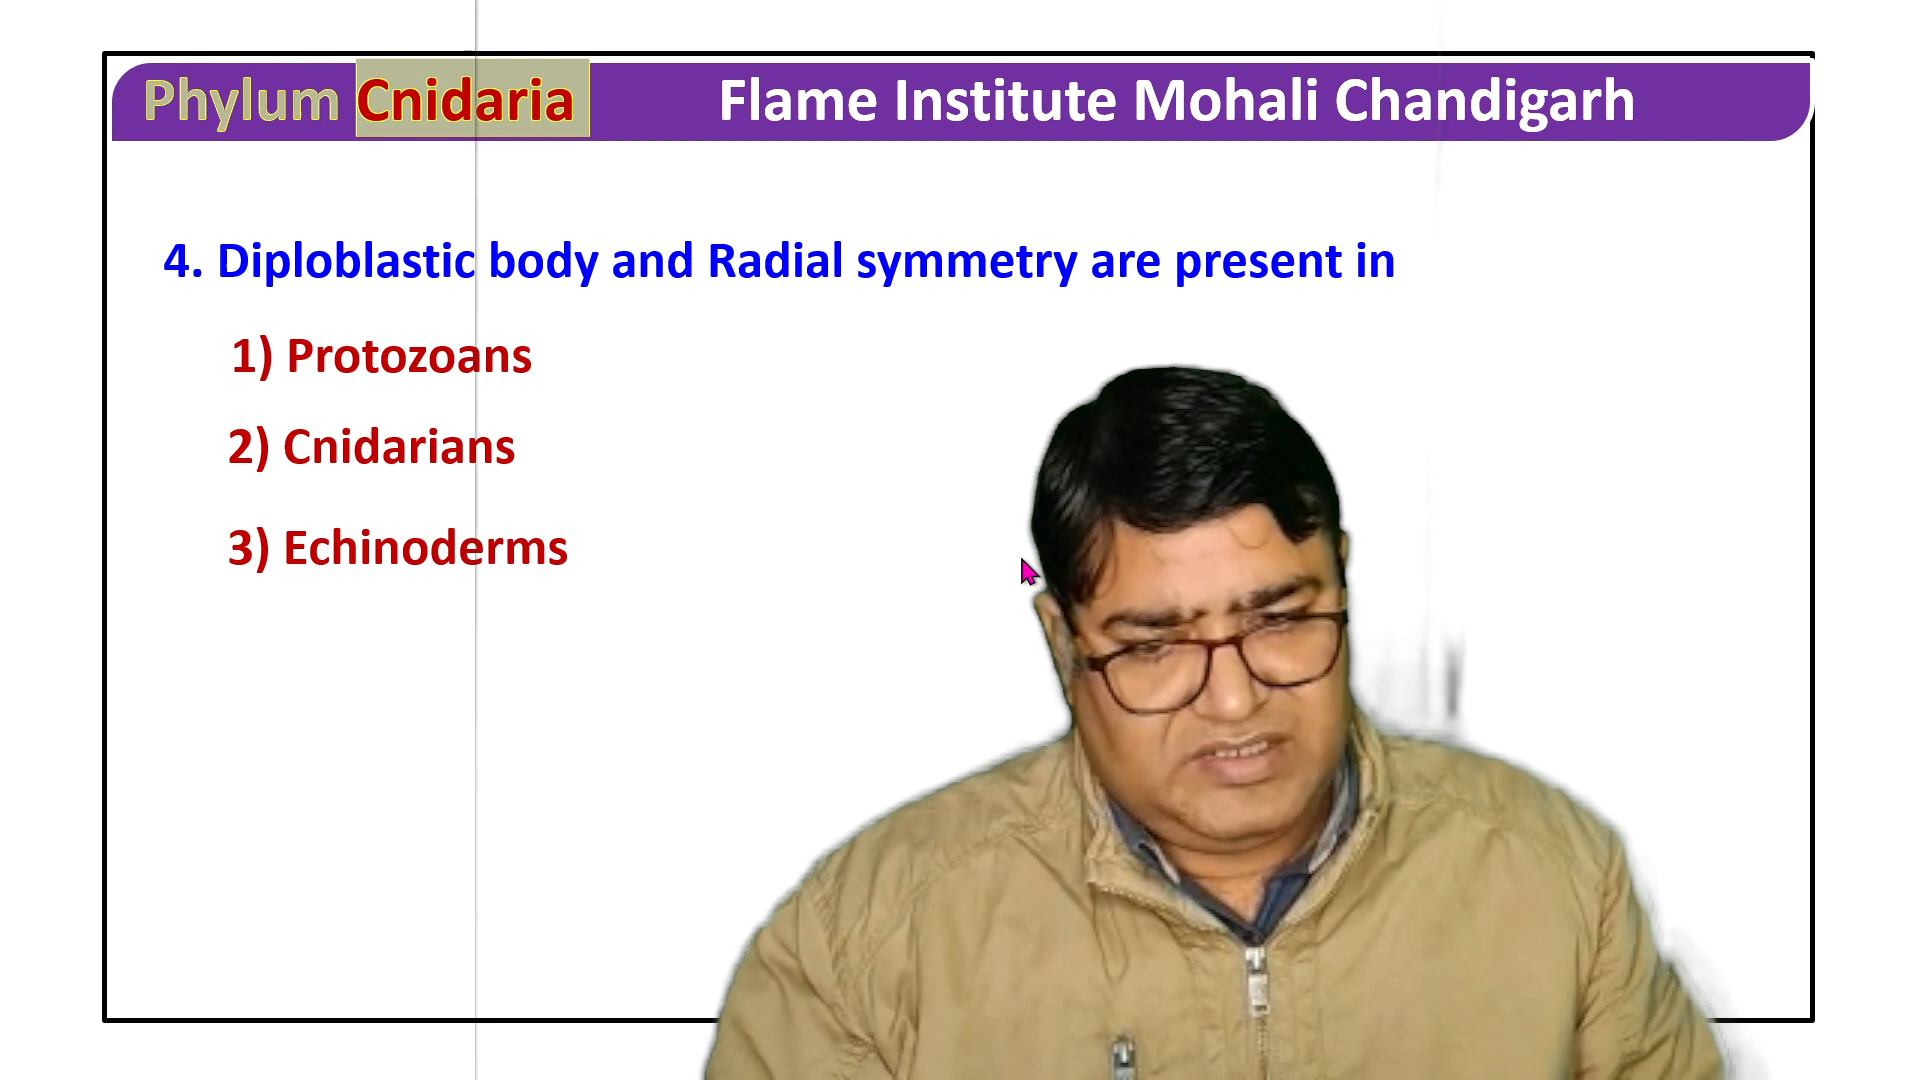 Phylum Cnidaria Flame Institute Mohali Chandigarh
4. Diploblastic body and Radial symmetry are present in
1) Protozoans
2) Cnidarians
3) Echinoderms